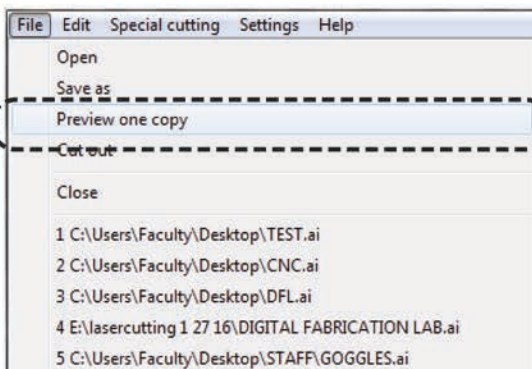 File Edit Special cutting Settings Help
Open
Save as
Preview one copy
Cut out
Close
1 C:\Users\Faculty\Desktop\TEST.ai
2 C:\Users\Faculty\Desktop\CNC.ai
3 C:\Users\Faculty\Desktop\DFL.ai
4 E:\lasercutting 1 27 16\DIGITAL FABRICATION LAB.ai
5 C:\Users\Faculty\Desktop\STAFF\GOGGLES.ai